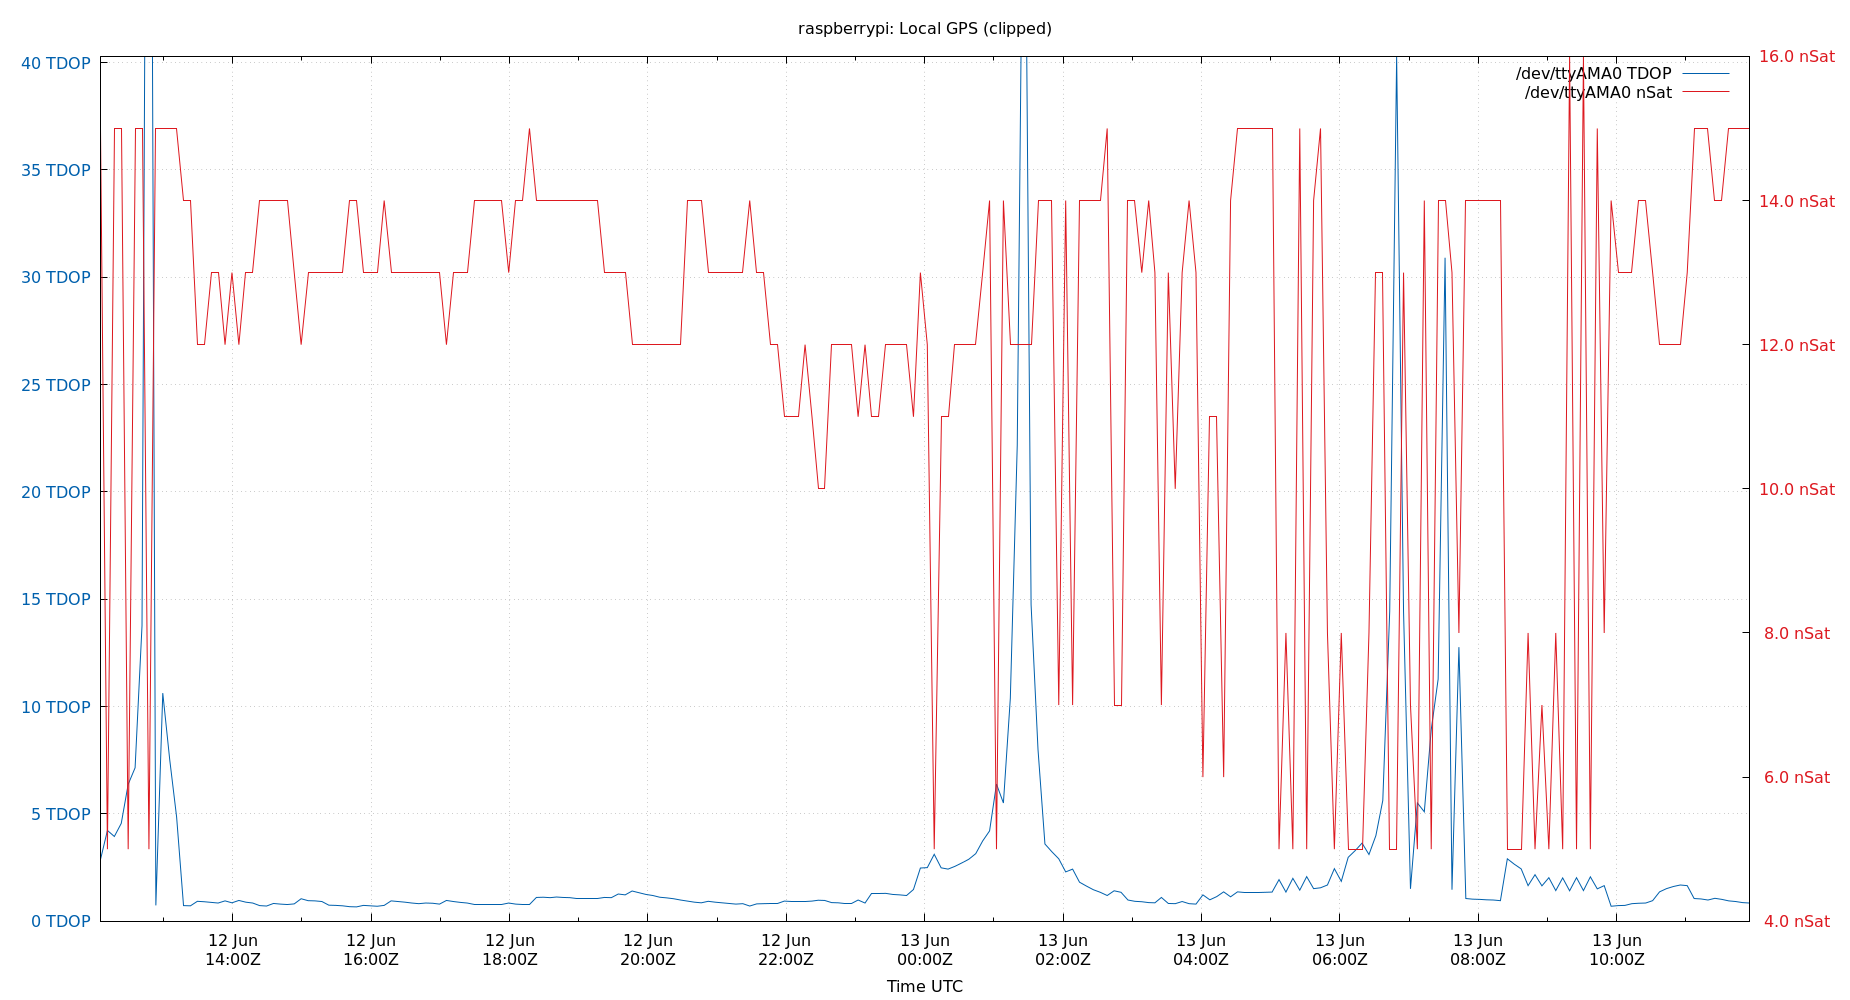 raspberrypi: Local GPS (clipped)
40 TDOP
35 TDOP
30 TDOP
25 TDOP
20 TDOP
15 TDOP
10 TDOP
5 TDOP
0 TDOP
16.0 nSat
14.0 nSat
12.0 nSat
10.0 nSat
8.0 nSat
6.0 nSat
4.0 nSat
/dev/ttyAMA0 TDOP
/dev/ttyAMA0 nSat
12 Jun
14:00Z
12 Jun
16:00Z
12 Jun
18:00Z
12 Jun
20:00Z
12 Jun
22:00Z
13 Jun
00:00Z
13 Jun
02:00Z
13 Jun
04:00Z
13 Jun
06:00Z
13 Jun
08:00Z
13 Jun
10:00Z
Time UTC